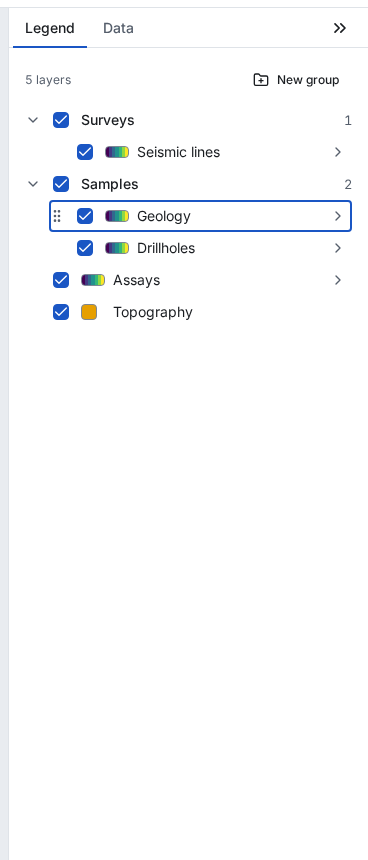 Legend Data
5 layers New group
Surveys 1
Seismic lines
Samples 2
Geology
Drillholes
Assays
Topography